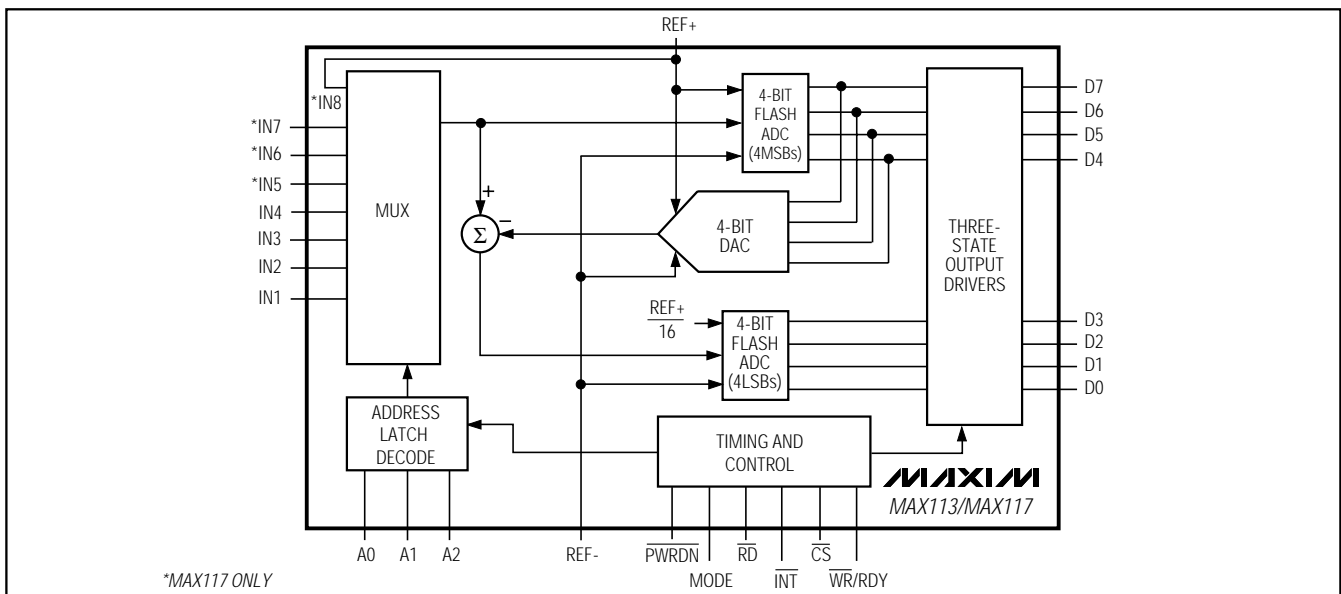 REF+
*IN8
*IN7
*IN6
*IN5
IN4
IN3
IN2
IN1
MUX
+
−
Σ
4-BIT
FLASH
ADC
(4MSBs)
4-BIT
DAC
REF+
16
4-BIT
FLASH
ADC
(4LSBs)
THREE-
STATE
OUTPUT
DRIVERS
D7
D6
D5
D4
D3
D2
D1
D0
ADDRESS
LATCH
DECODE
TIMING AND
CONTROL
MAXIM
MAX113/MAX117
A0
A1
A2
REF-
PWRDN
MODE
RD
INT
CS
WR/RDY
*MAX117 ONLY